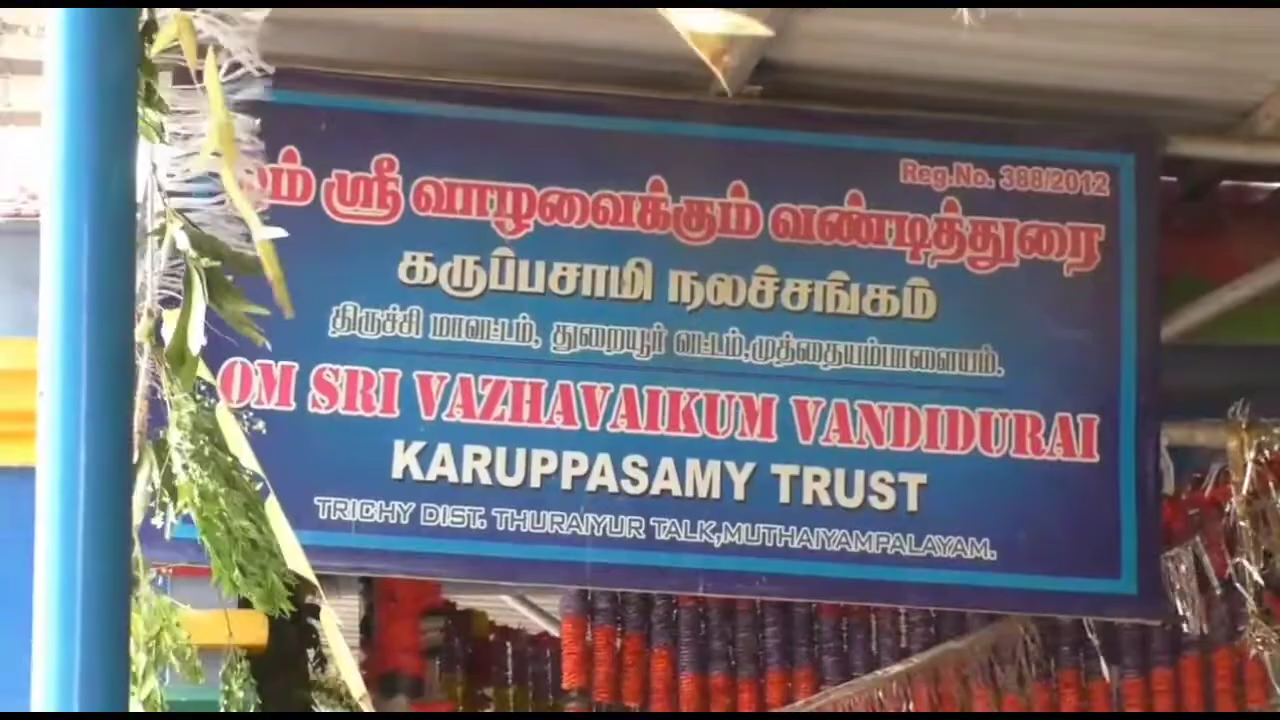 Reg.No. 388/2012
ஓம் ஸ்ரீ வாழவைக்கும் வண்டித்துரை
கருப்பசாமி நலச்சங்கம்
திருச்சி மாவட்டம், துறையூர் வட்டம்,முத்தையம்பாளையம்.
OM SRI VAZHAVAIKUM VANDIDURAI
KARUPPASAMY TRUST
TRICHY DIST. THURAIYUR TALK,MUTHAIYAMPALAYAM.